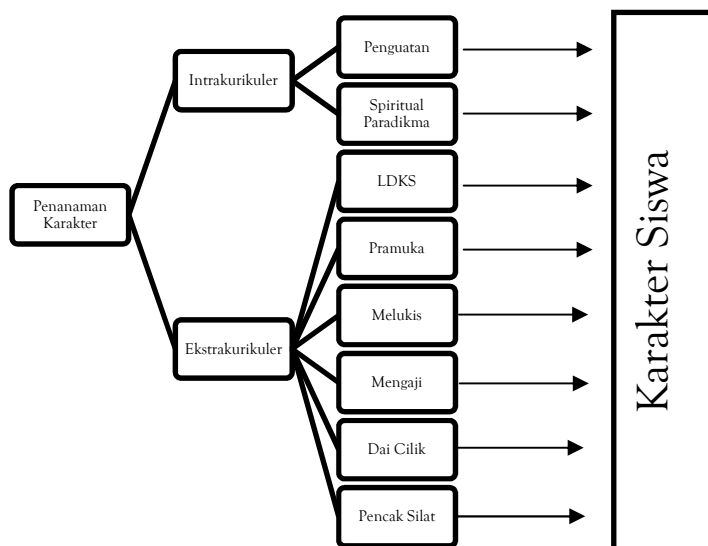 Penanaman
Karakter
Intrakurikuler
Ekstrakurikuler
Penguatan
Spiritual
Paradikma
LDKS
Pramuka
Melukis
Mengaji
Dai Cilik
Pencak Silat
Karakter Siswa